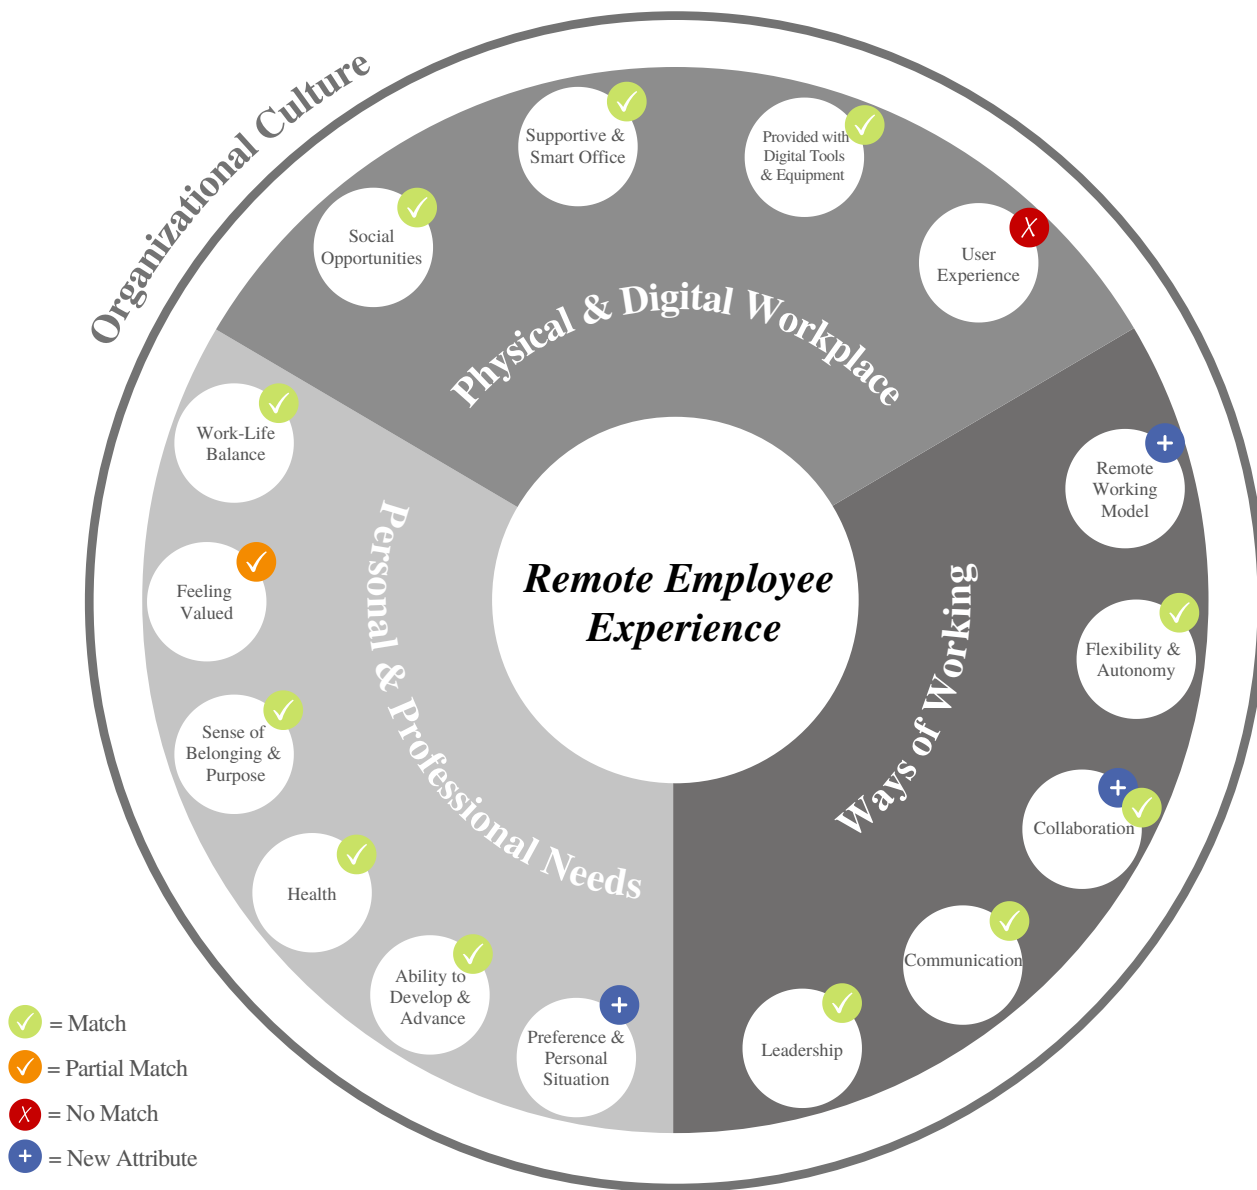 Organizational Culture
Supportive &
Smart Office
Provided with
Digital Tools
& Equipment
Social
Opportunities
User
Experience
Physical & Digital Workplace
Work-Life
Balance
Feeling
Valued
Sense of
Belonging &
Purpose
Health
Ability to
Develop &
Advance
Preference &
Personal
Situation
Personal & Professional Needs
Remote Employee
Experience
Ways of Working
Remote
Working
Model
Flexibility &
Autonomy
Collaboration
Communication
Leadership
= Match
= Partial Match
X = No Match
+ = New Attribute